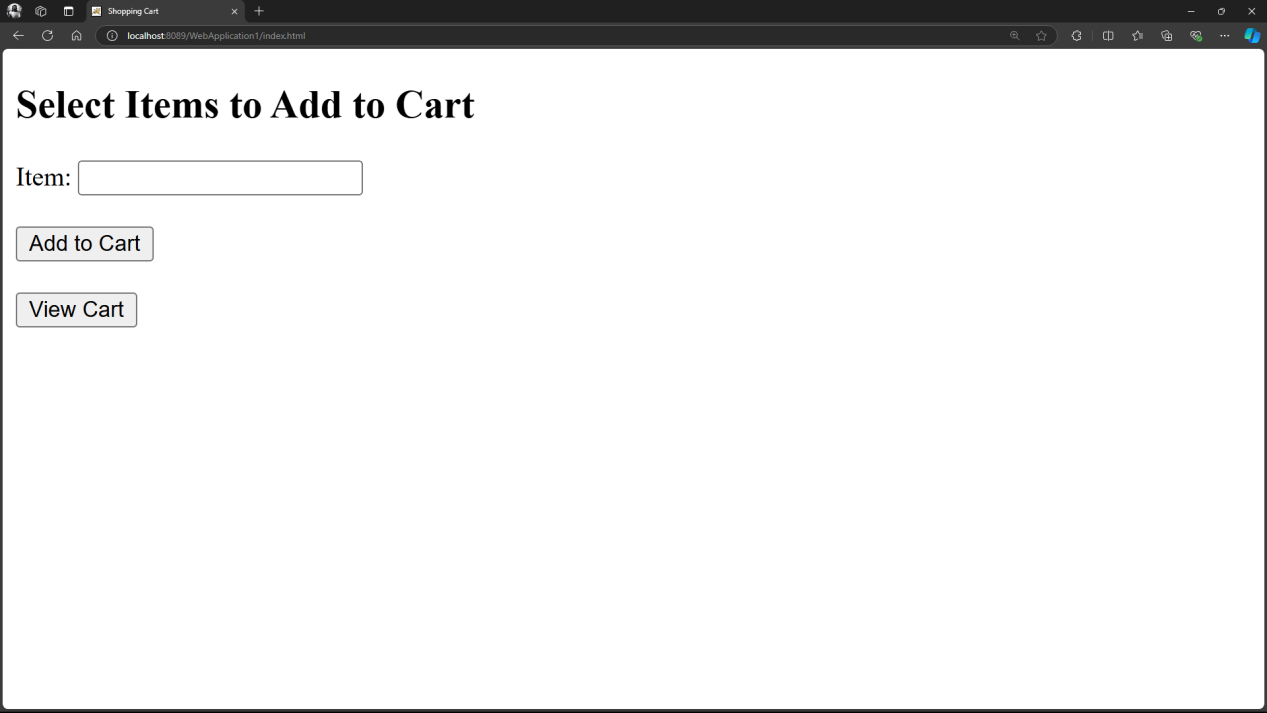 Shopping Cart
localhost:8089/WebApplication1/index.html
Select Items to Add to Cart
Item:
Add to Cart
View Cart